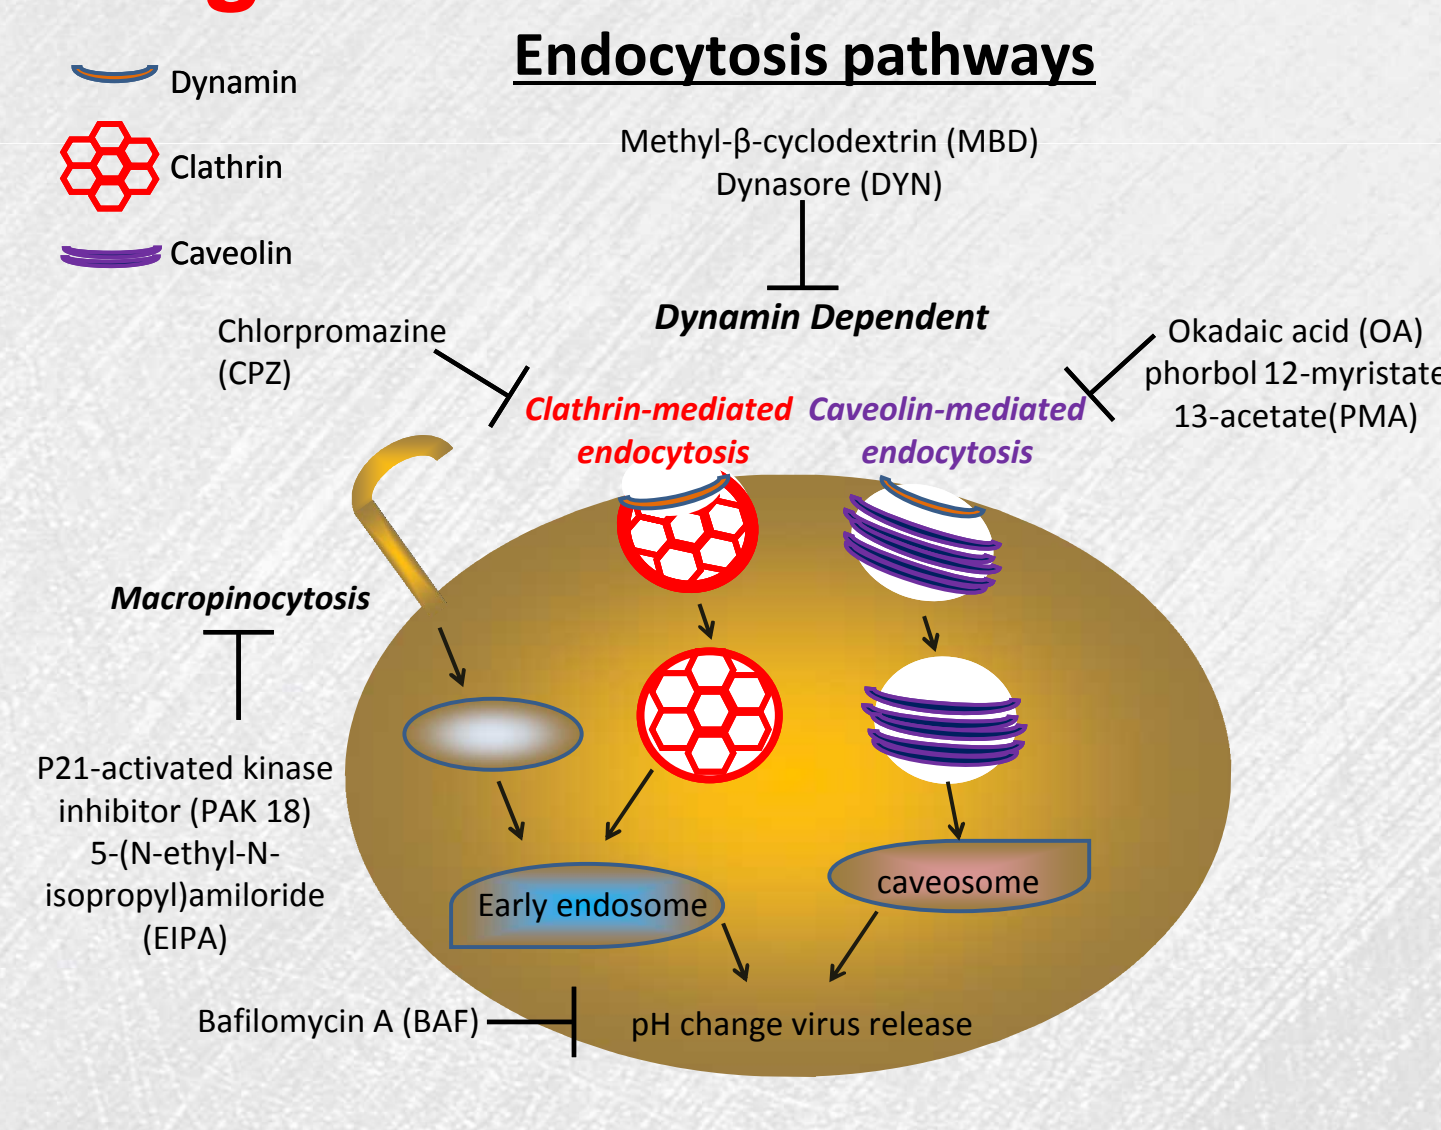 Endocytosis pathways
Dynamin
Clathrin
Caveolin
Methyl-β-cyclodextrin (MBD)
Dynasore (DYN)
Dynamin Dependent
Chlorpromazine
(CPZ)
Okadaic acid (OA)
phorbol 12-myristate
13-acetate(PMA)
Clathrin-mediated
endocytosis
Caveolin-mediated
endocytosis
Macropinocytosis
P21-activated kinase
inhibitor (PAK 18)
5-(N-ethyl-N-
isopropyl)amiloride
(EIPA)
Early endosome
caveosome
Bafilomycin A (BAF)
pH change virus release